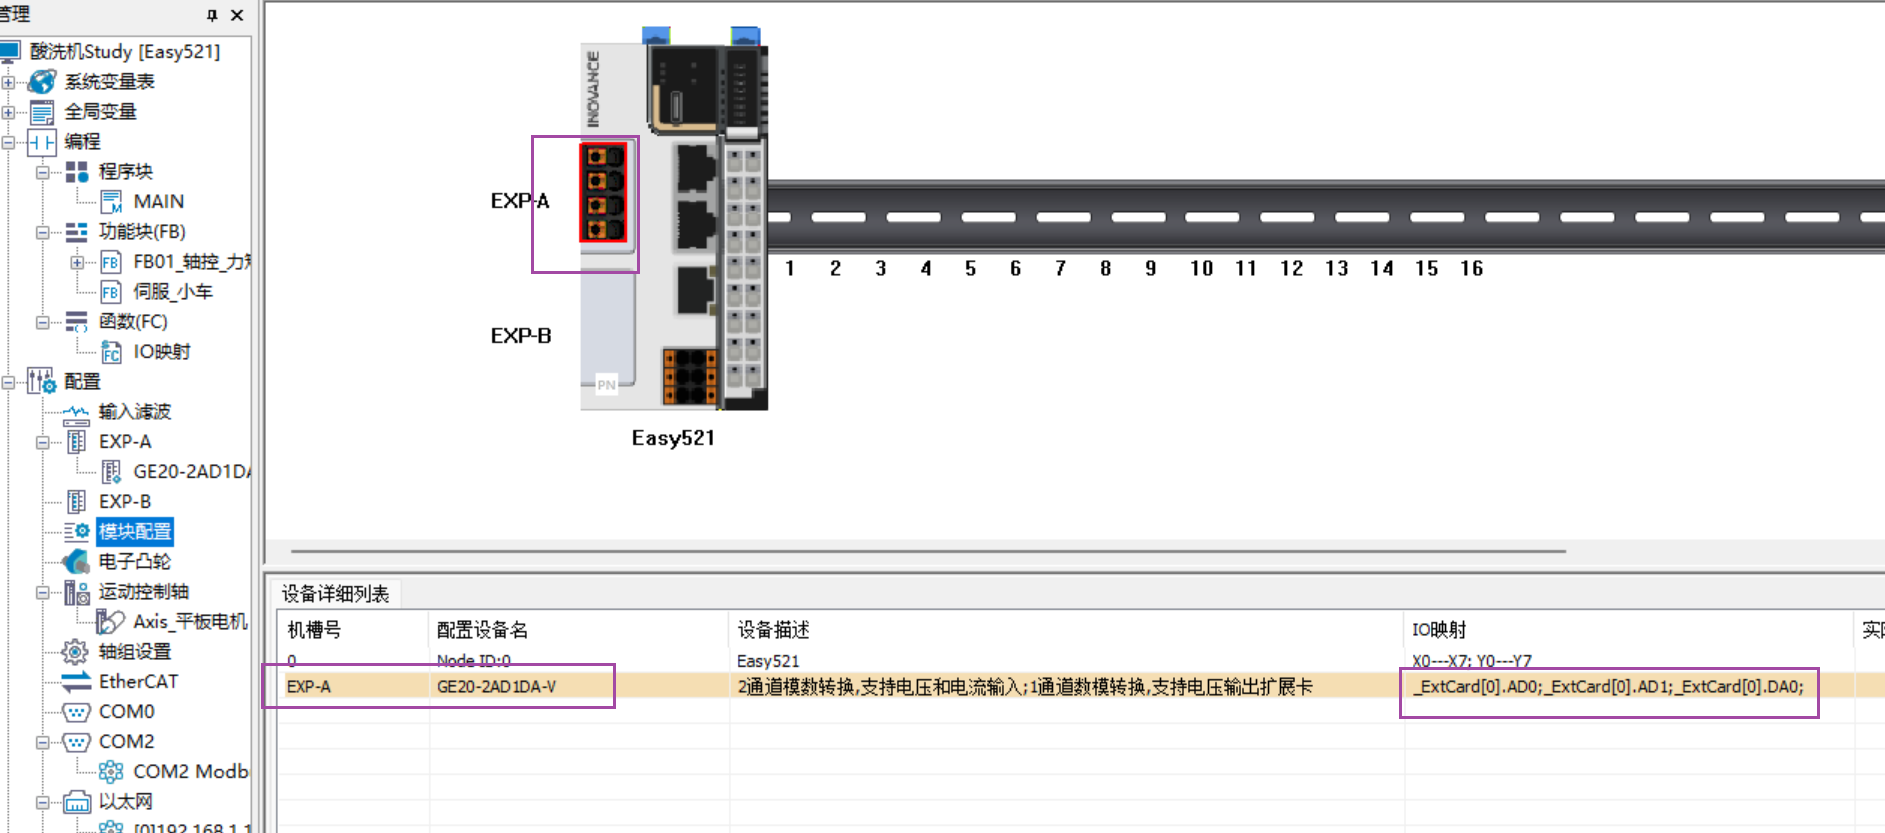 管理
酸洗机Study [Easy521]
系统变量表
全局变量
编程
程序块
MAIN
功能块(FB)
FB01_轴控_力矩
伺服_小车
函数(FC)
IO映射
配置
输入滤波
EXP-A
GE20-2AD1DA
EXP-B
模块配置
电子凸轮
运动控制轴
Axis_平板电机
轴组设置
EtherCAT
COM0
COM2
COM2 Modb
以太网
[0]192.168.1.1
INOVANCE
EXP-A
EXP-B
PN
Easy521
1 2 3 4 5 6 7 8 9 10 11 12 13 14 15 16
设备详细列表
机槽号 配置设备名 设备描述 IO映射 实际
0 Node ID:0 Easy521 X0---X7; Y0---Y7
EXP-A GE20-2AD1DA-V 2通道模数转换,支持电压和电流输入;1通道数模转换,支持电压输出扩展卡 _ExtCard[0].AD0;_ExtCard[0].AD1;_ExtCard[0].DA0;